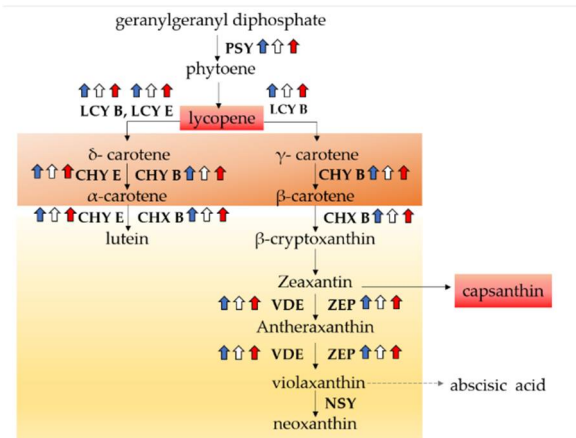 geranylgeranyl diphosphate
PSY
phytoene
LCY B, LCY E
LCY B
lycopene
δ- carotene
γ- carotene
CHY E CHY B
CHY B
α-carotene
β-carotene
CHY E CHX B
CHX B
lutein
β-cryptoxanthin
Zeaxantin
capsanthin
VDE ZEP
Antheraxanthin
VDE ZEP
violaxanthin
abscisic acid
NSY
neoxanthin